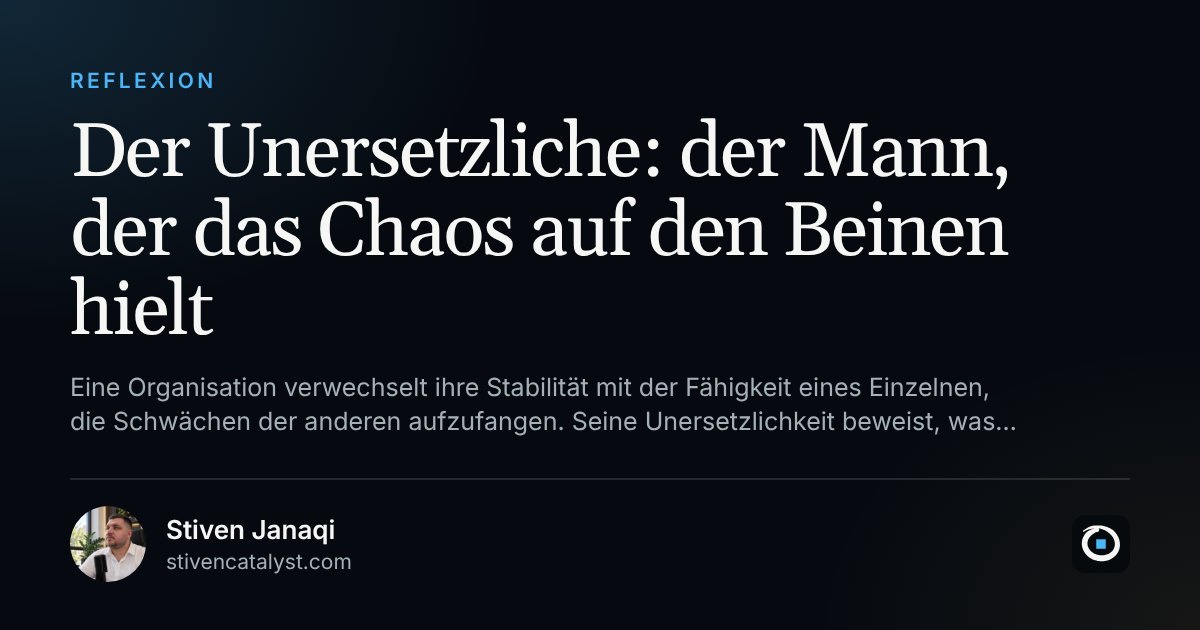 REFLEXION
Der Unersetzliche: der Mann,
der das Chaos auf den Beinen
hielt
Eine Organisation verwechselt ihre Stabilität mit der Fähigkeit eines Einzelnen,
die Schwächen der anderen aufzufangen. Seine Unersetzlichkeit beweist, was...
Stiven Janaqi
stivencatalyst.com